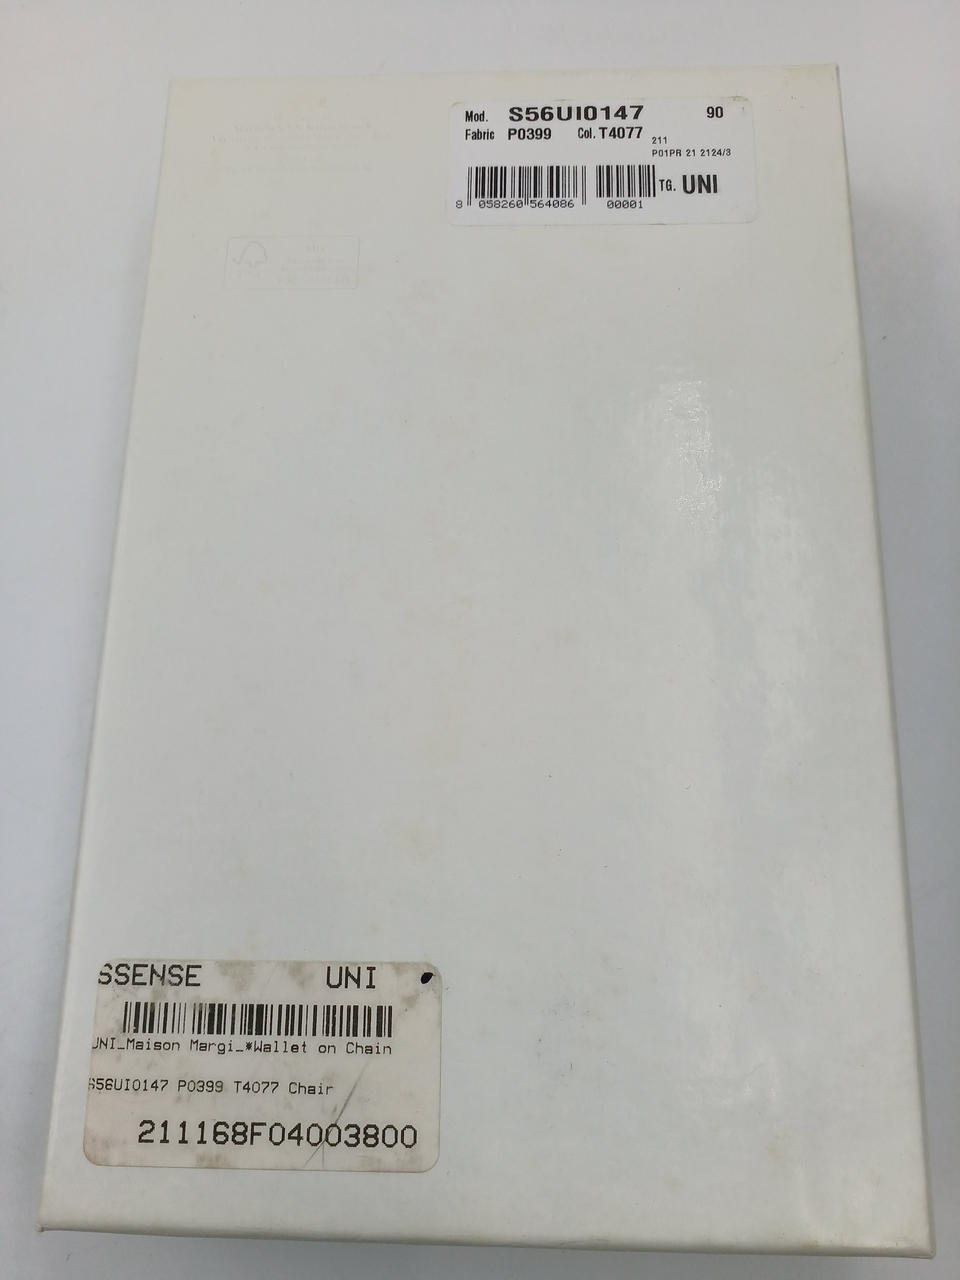 Mod. S56UI0147 90
Fabric P0399 Col. T4077
211
P01PR 21 2124/3
TG. UNI
8 058260 564086 00001
SSENSE UNI
UNI_Maison Margi_*Wallet on Chain
S56UI0147 P0399 T4077 Chair
211168F04003800